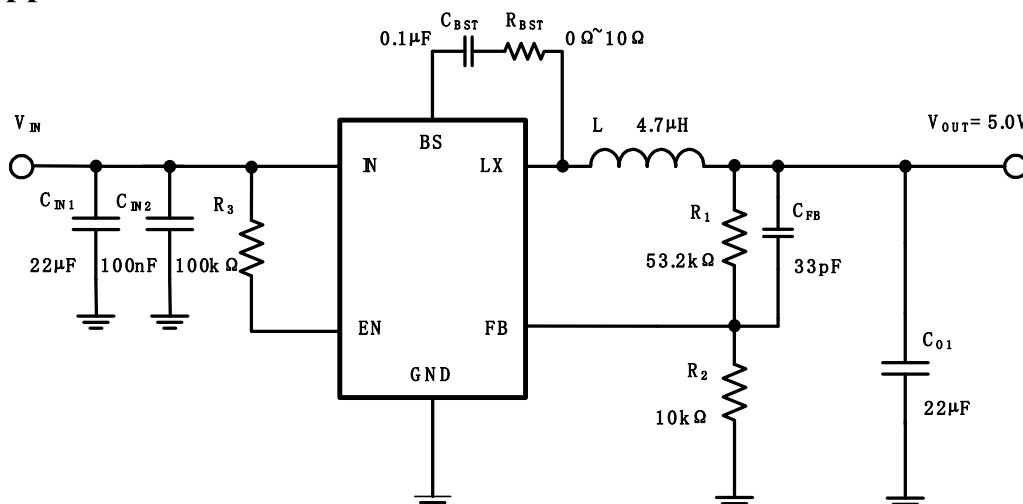 C_BST R_BST
0.1μF 0Ω~10Ω
V_IN
BS
L 4.7μH
V_OUT= 5.0V
IN LX
C_IN1 C_IN2 R_3
22μF 100nF 100kΩ
R_1 C_FB
53.2kΩ 33pF
EN FB
GND
R_2
10kΩ
C_O1
22μF